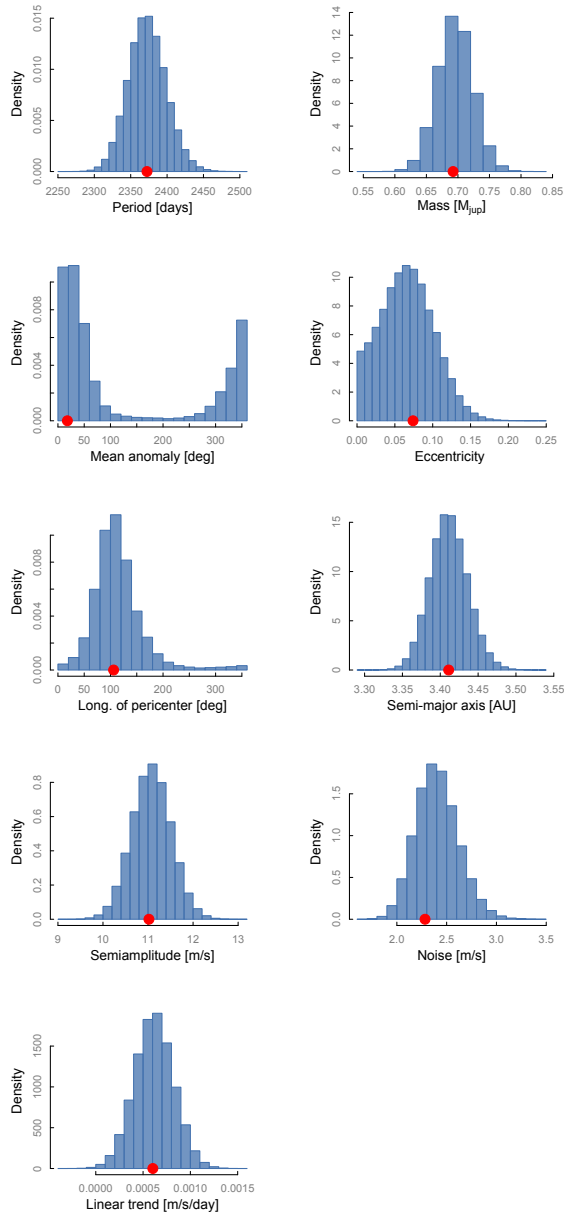 Density
0.000 0.005 0.010 0.015
2250 2300 2350 2400 2450 2500
Period [days]
Density
0 2 4 6 8 10 12 14
0.55 0.60 0.65 0.70 0.75 0.80 0.85
Mass [Mjup]
Density
0.000 0.004 0.008
0 50 100 200 300
Mean anomaly [deg]
Density
0 2 4 6 8 10
0.00 0.05 0.10 0.15 0.20 0.25
Eccentricity
Density
0.000 0.004 0.008
0 50 100 200 300
Long. of pericenter [deg]
Density
0 5 10 15
3.30 3.35 3.40 3.45 3.50 3.55
Semi-major axis [AU]
Density
0.0 0.2 0.4 0.6 0.8
9 10 11 12 13
Semiamplitude [m/s]
Density
0.0 0.5 1.0 1.5
2.0 2.5 3.0 3.5
Noise [m/s]
Density
0 500 1000 1500
0.0000 0.0005 0.0010 0.0015
Linear trend [m/s/day]